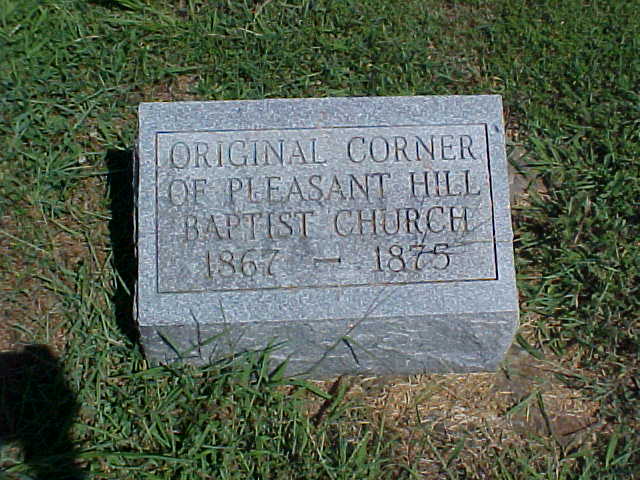 ORIGINAL CORNER
OF PLEASANT HILL
BAPTIST CHURCH
1867 - 1875